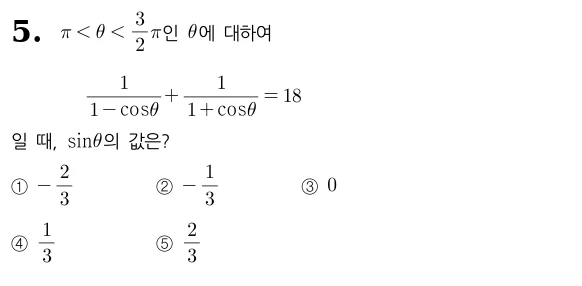 5. π < θ < 3/2 π인 θ에 대하여
1/(1−cosθ) + 1/(1+cosθ) = 18
일 때, sinθ의 값은?
① −2/3 ② −1/3 ③ 0
④ 1/3 ⑤ 2/3